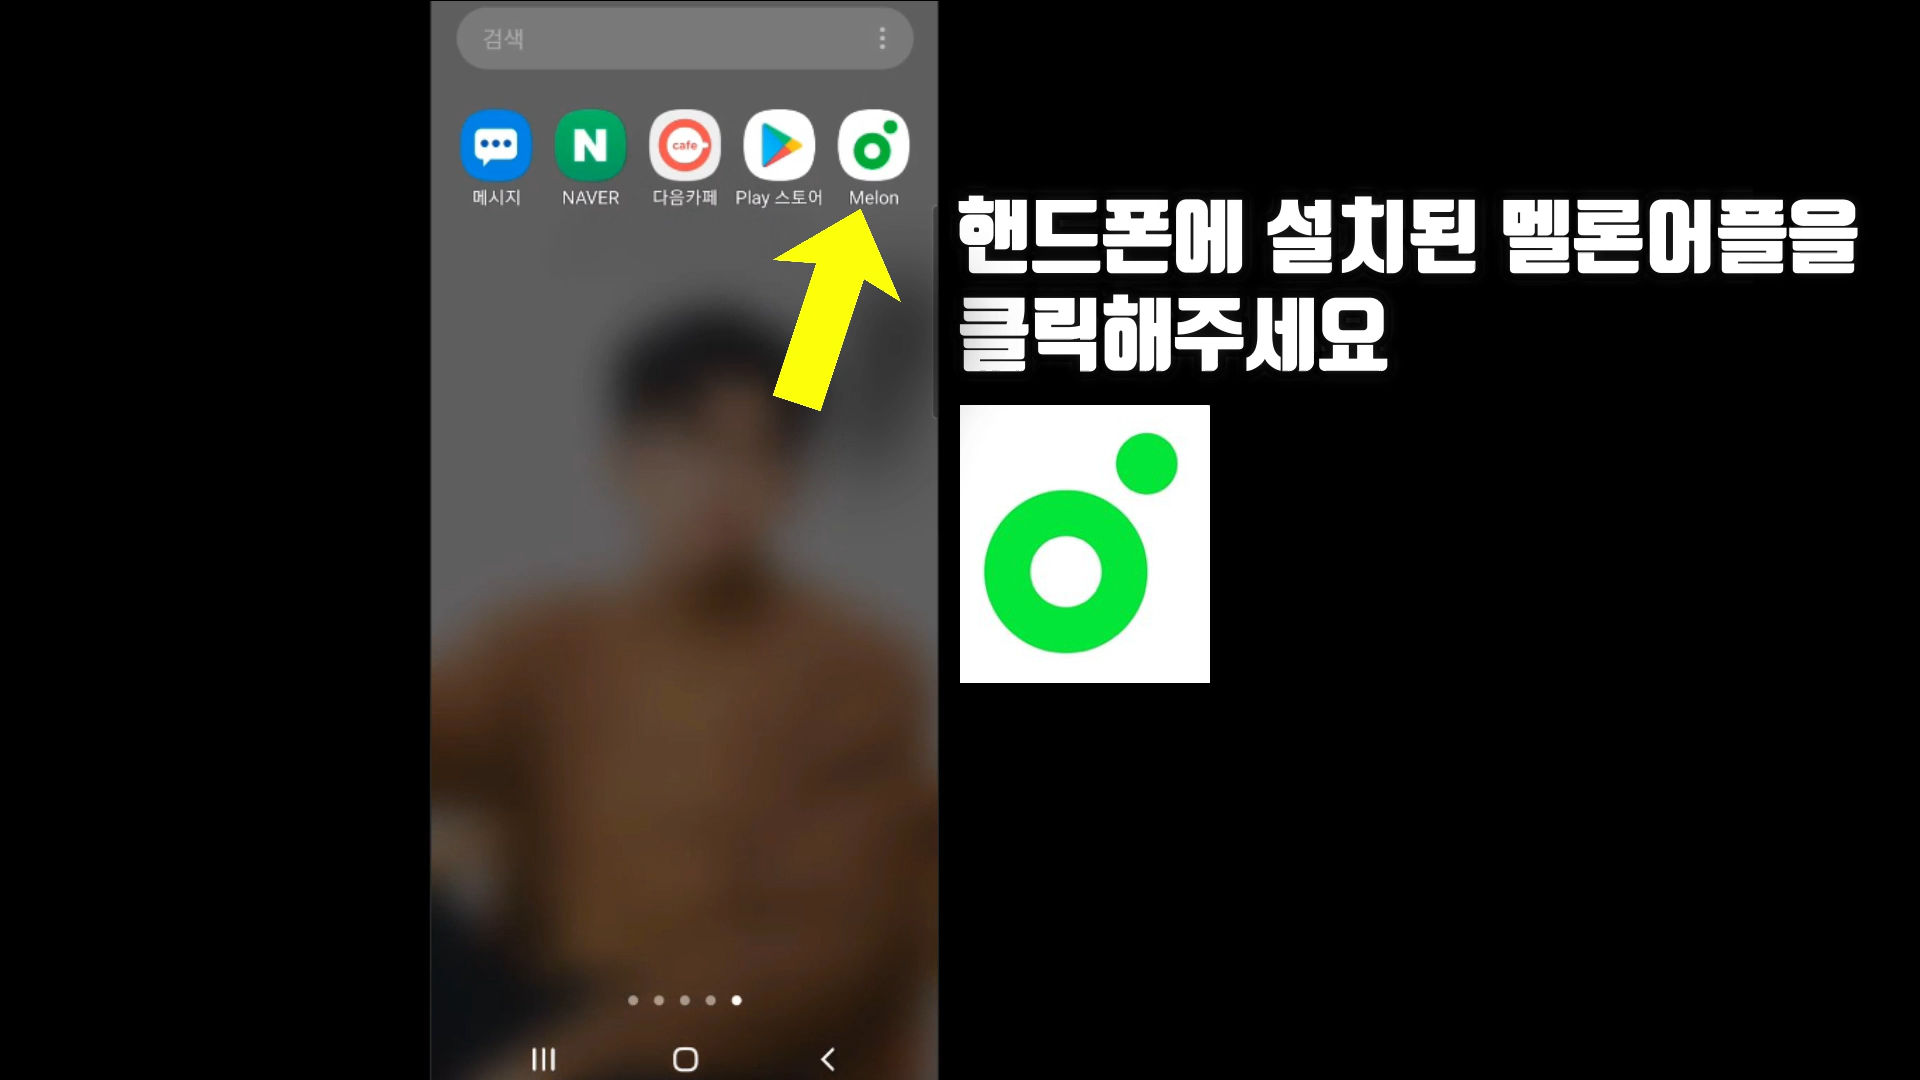 검색
메시지
NAVER
cafe
다음카페
Play 스토어
Melon
핸드폰에 설치된 멜론어플을
클릭해주세요